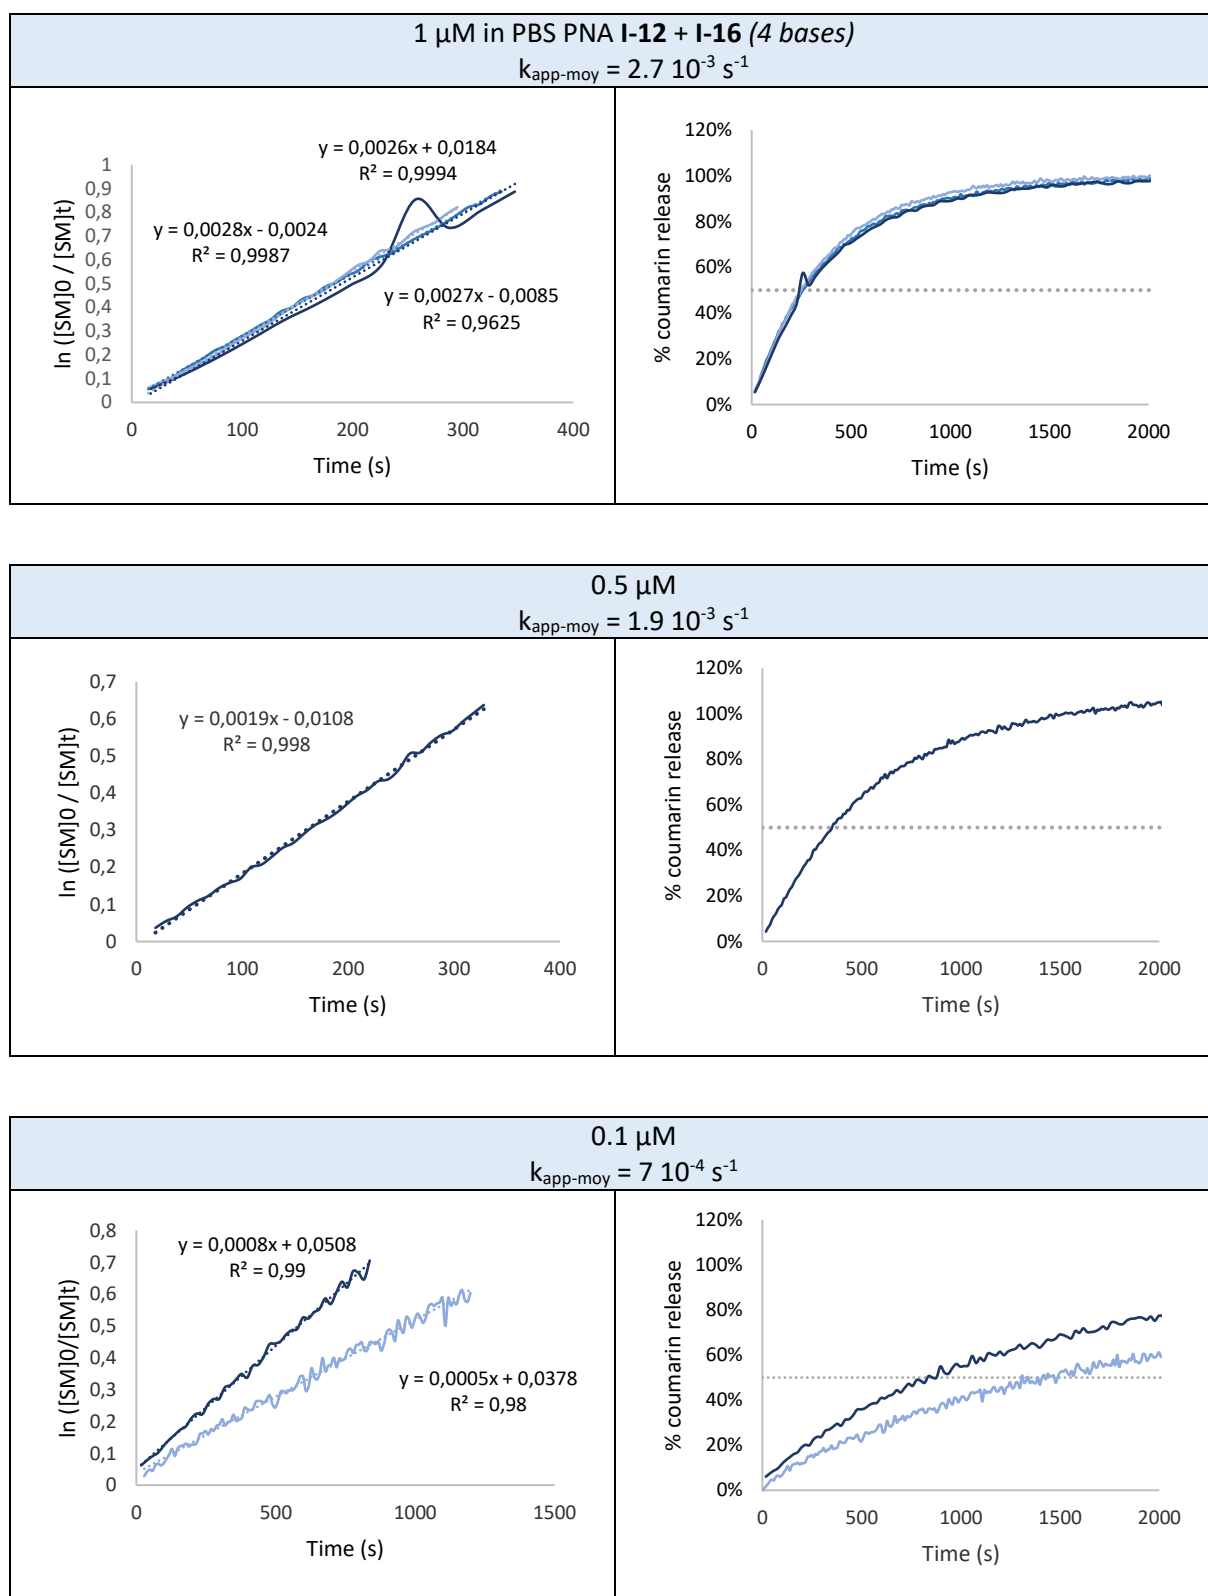 1 µM in PBS PNA I-12 + I-16 (4 bases)
kapp-moy = 2.7 10-3 s-1
ln ([SM]0 / [SM]t)
1
0,9
0,8
0,7
0,6
0,5
0,4
0,3
0,2
0,1
0
y = 0,0026x + 0,0184
R² = 0,9994
y = 0,0028x - 0,0024
R² = 0,9987
y = 0,0027x - 0,0085
R² = 0,9625
0 100 200 300 400
Time (s)
% coumarin release
120%
100%
80%
60%
40%
20%
0%
0 500 1000 1500 2000
Time (s)
0.5 µM
kapp-moy = 1.9 10-3 s-1
ln ([SM]0 / [SM]t)
0,7
0,6
0,5
0,4
0,3
0,2
0,1
0
y = 0,0019x - 0,0108
R² = 0,998
0 100 200 300 400
Time (s)
% coumarin release
120%
100%
80%
60%
40%
20%
0%
0 500 1000 1500 2000
Time (s)
0.1 µM
kapp-moy = 7 10-4 s-1
ln ([SM]0/[SM]t)
0,8
0,7
0,6
0,5
0,4
0,3
0,2
0,1
0
y = 0,0008x + 0,0508
R² = 0,99
y = 0,0005x + 0,0378
R² = 0,98
0 500 1000 1500
Time (s)
% coumarin release
120%
100%
80%
60%
40%
20%
0%
0 500 1000 1500 2000
Time (s)